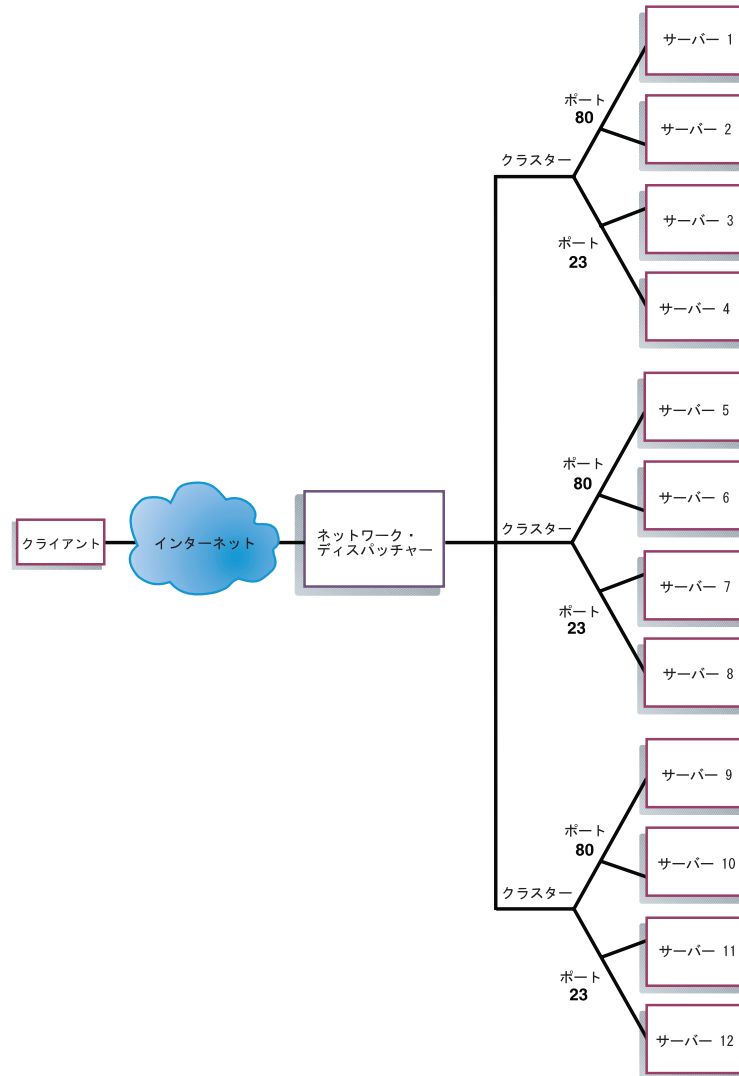 クライアント
インターネット
ネットワーク・
ディスパッチャー
クラスター
ポート
80
サーバー 1
サーバー 2
ポート
23
サーバー 3
サーバー 4
クラスター
ポート
80
サーバー 5
サーバー 6
ポート
23
サーバー 7
サーバー 8
クラスター
ポート
80
サーバー 9
サーバー 10
ポート
23
サーバー 11
サーバー 12